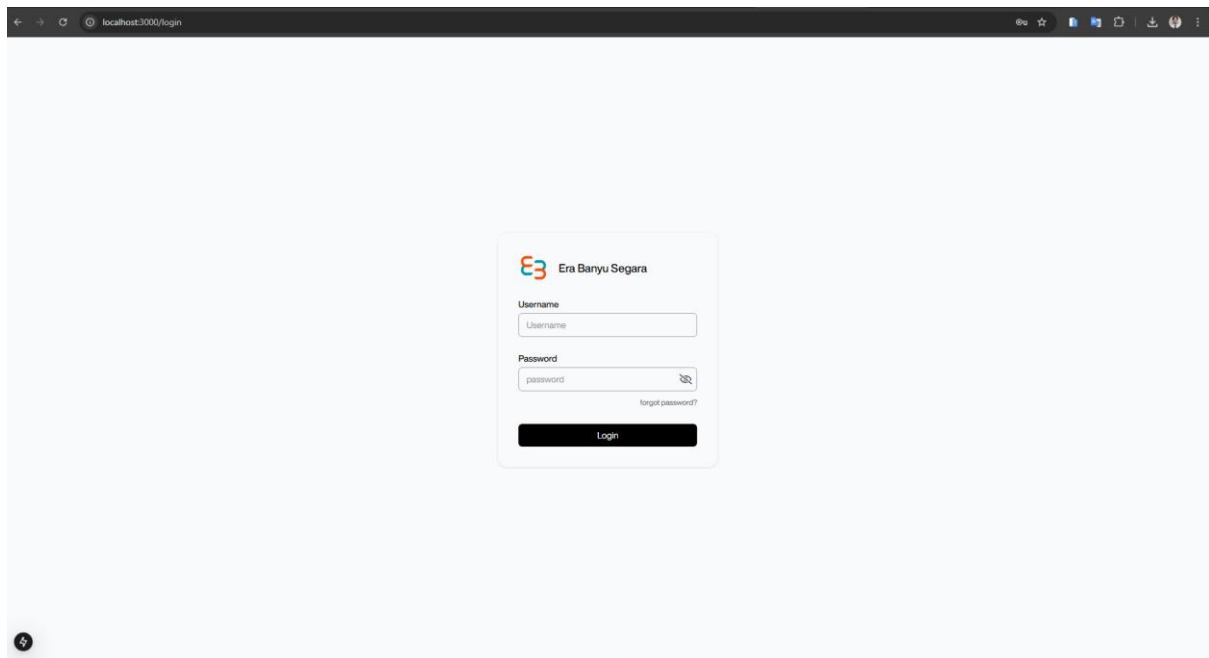 localhost:3000/login
Era Banyu Segara
Username
Username
Password
password
forgot password?
Login